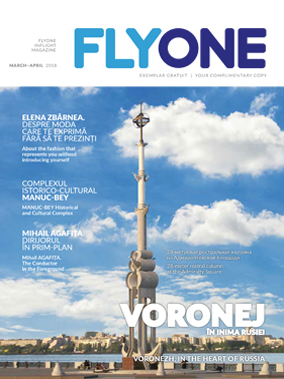 FLYONE
INFLIGHT
MAGAZINE
MARCH–APRIL 2018
FLYONE
EXEMPLAR GRATUIT | YOUR COMPLIMENTARY COPY
ELENA ZBÂRNEA.
DESPRE MODA
CARE TE EXPRIMĂ
FĂRĂ SĂ TE PREZINȚI
About the fashion that
represents you without
introducing yourself
COMPLEXUL
ISTORICO-CULTURAL
MANUC-BEY
MANUC-BEY Historical
and Cultural Complex
MIHAIL AGAFIȚA,
DIRIJORUL
ÎN PRIM-PLAN
Mihail AGAFIȚA.
The Conductor
in the Foreground
VORONEJ
ÎN INIMA RUSIEI
VORONEZH, IN THE HEART OF RUSSIA